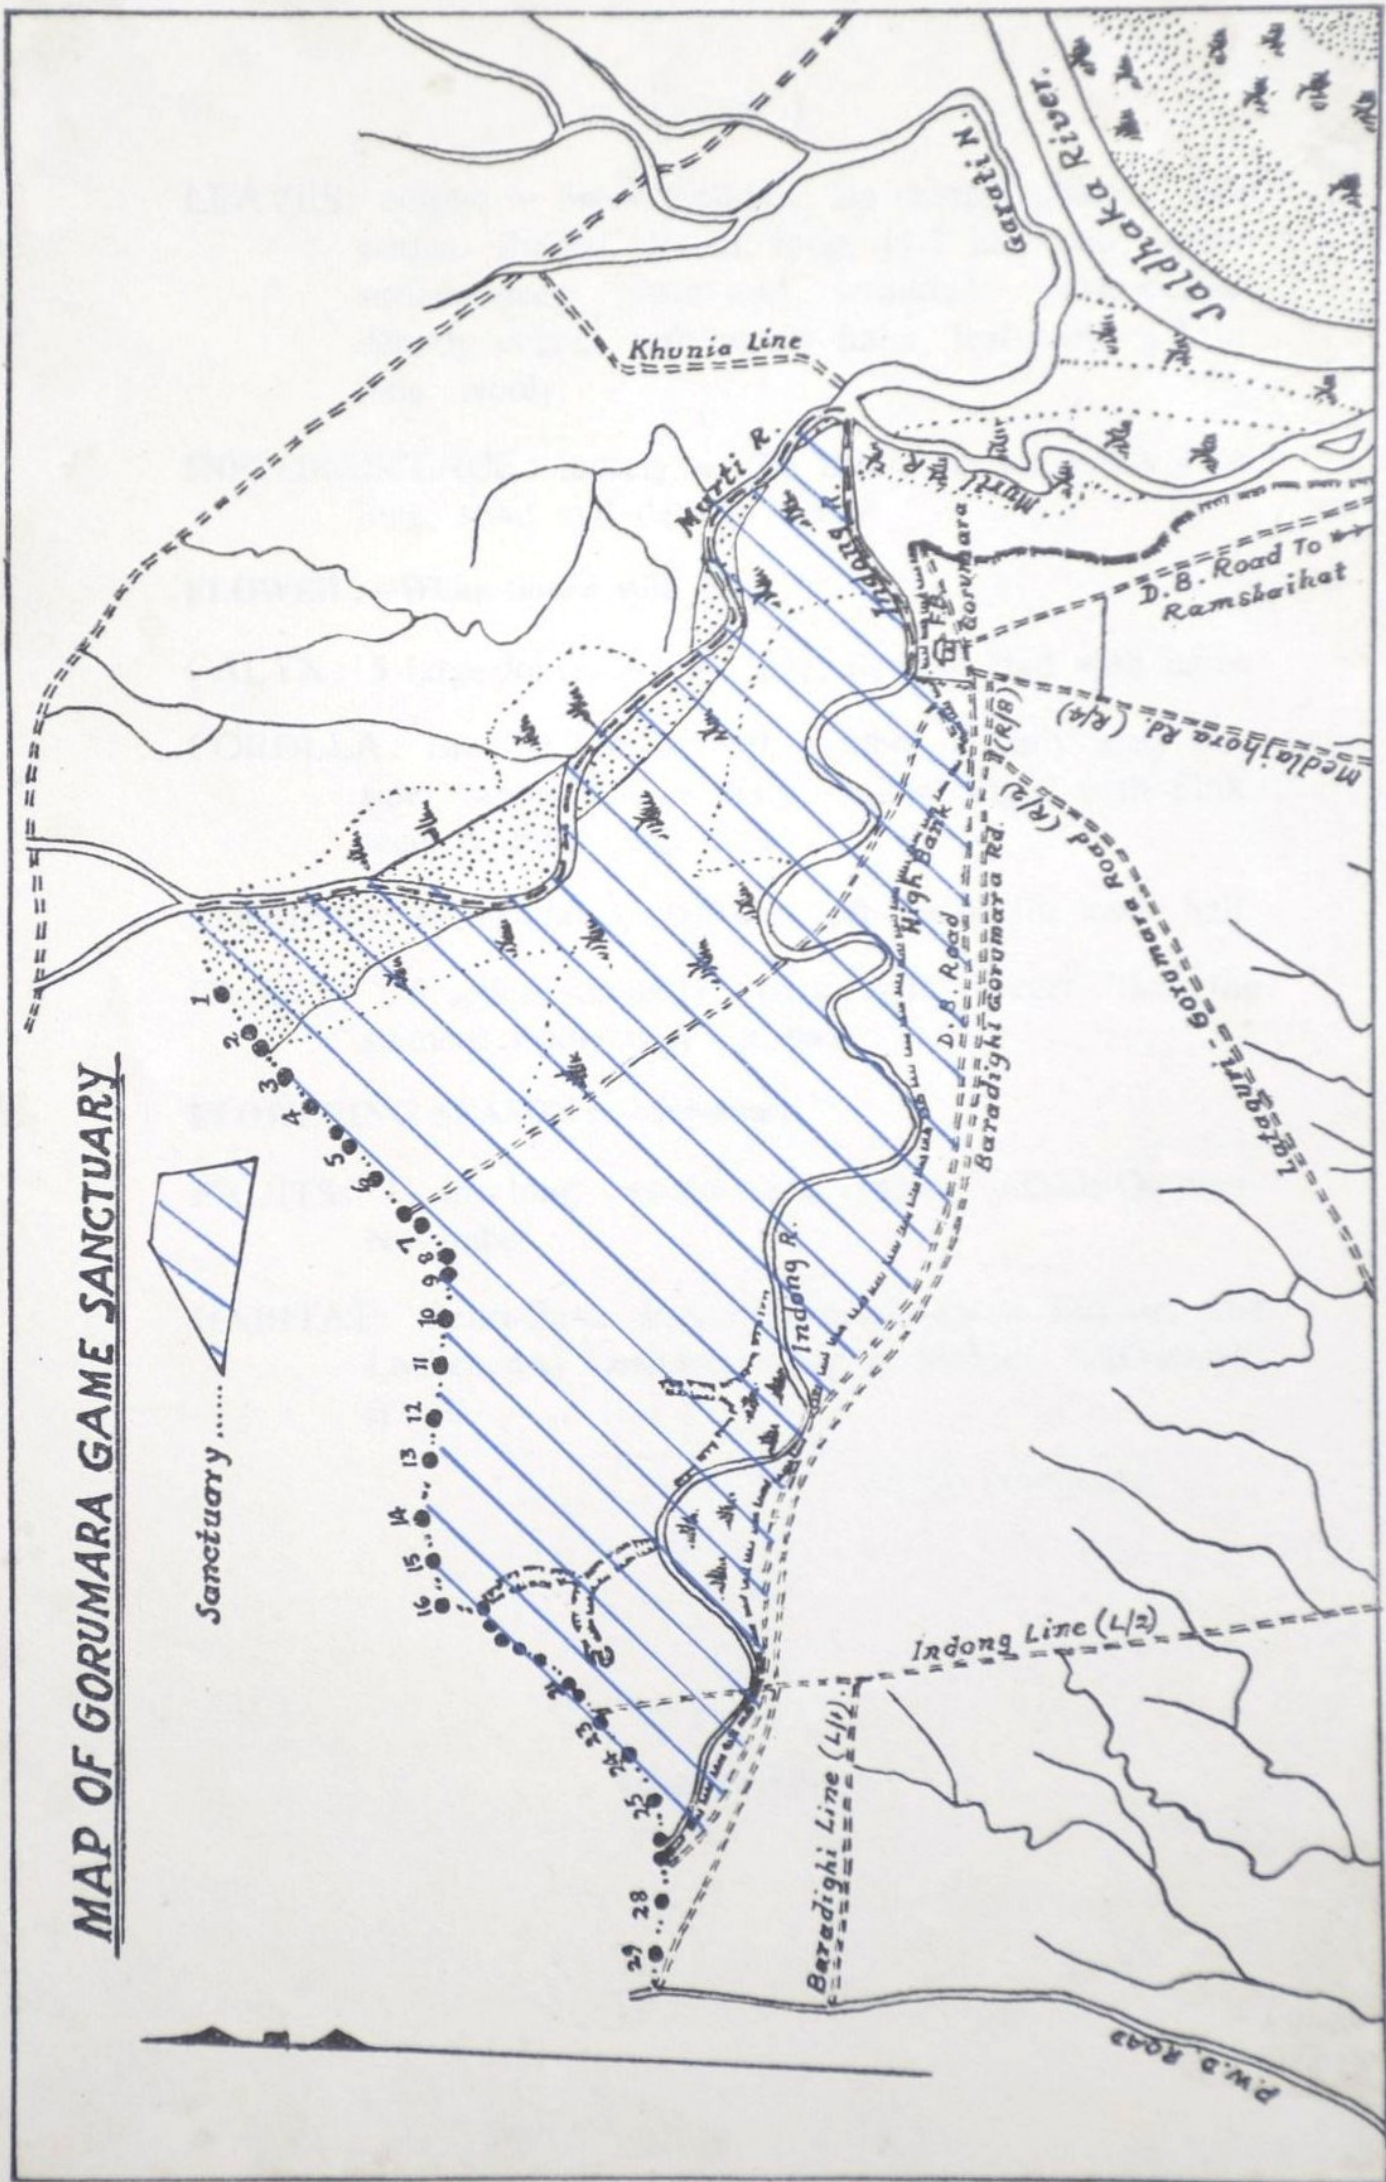 MAP OF GORUMARA GAME SANCTUARY
Sanctuary ......
1
2
3
4
5
6
7
8
9
10
11
12
13
14
15
16
21
23
24
25
28
29
Khunia Line
Garati N.
Jaldhaka River.
Murti R.
Indong R.
Murti R.
F.B.
Gorumara
D.B. Road To
Ramshaihat
Medlajhora Rd. (R/4)
(R/8)
Lataguri - Gorumara Road (R/2)
High Bank
D.B. Road
Baradighi Gorumara Rd.
Indong R.
Indong Line (L/2)
Baradighi Line (L/1)
P.W.D. ROAD